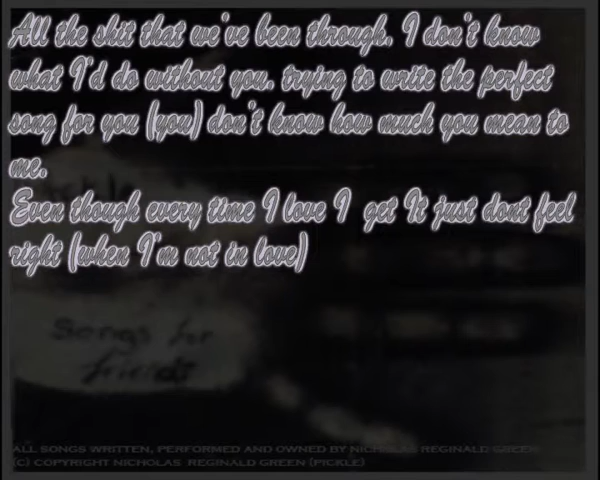 All the shit that we've been through. I don't know
what I'd do without you. trying to write the perfect
song for you (you) don't know how much you mean to
me.
Even though every time I love I get It just dont feel
right (when I'm not in love)
Songs for
friends
ALL SONGS WRITTEN, PERFORMED AND OWNED BY NICHOLAS REGINALD GREEN
(C) COPYRIGHT NICHOLAS REGINALD GREEN (PICKLE)